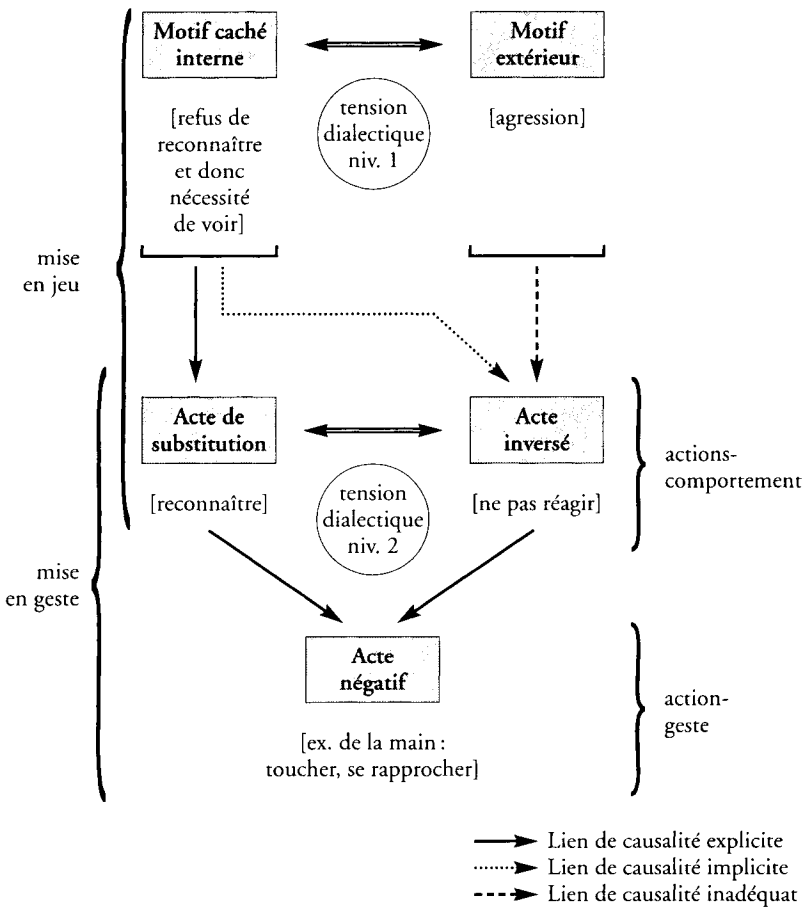 Motif caché
interne
Motif
extérieur
tension
dialectique
niv. 1
[refus de
reconnaître
et donc
nécessité
de voir]
[agression]
mise
en jeu
Acte de
substitution
Acte
inversé
actions-
comportement
[reconnaître]
tension
dialectique
niv. 2
[ne pas réagir]
mise
en geste
Acte
négatif
action-
geste
[ex. de la main :
toucher, se rapprocher]
Lien de causalité explicite
Lien de causalité implicite
Lien de causalité inadéquat